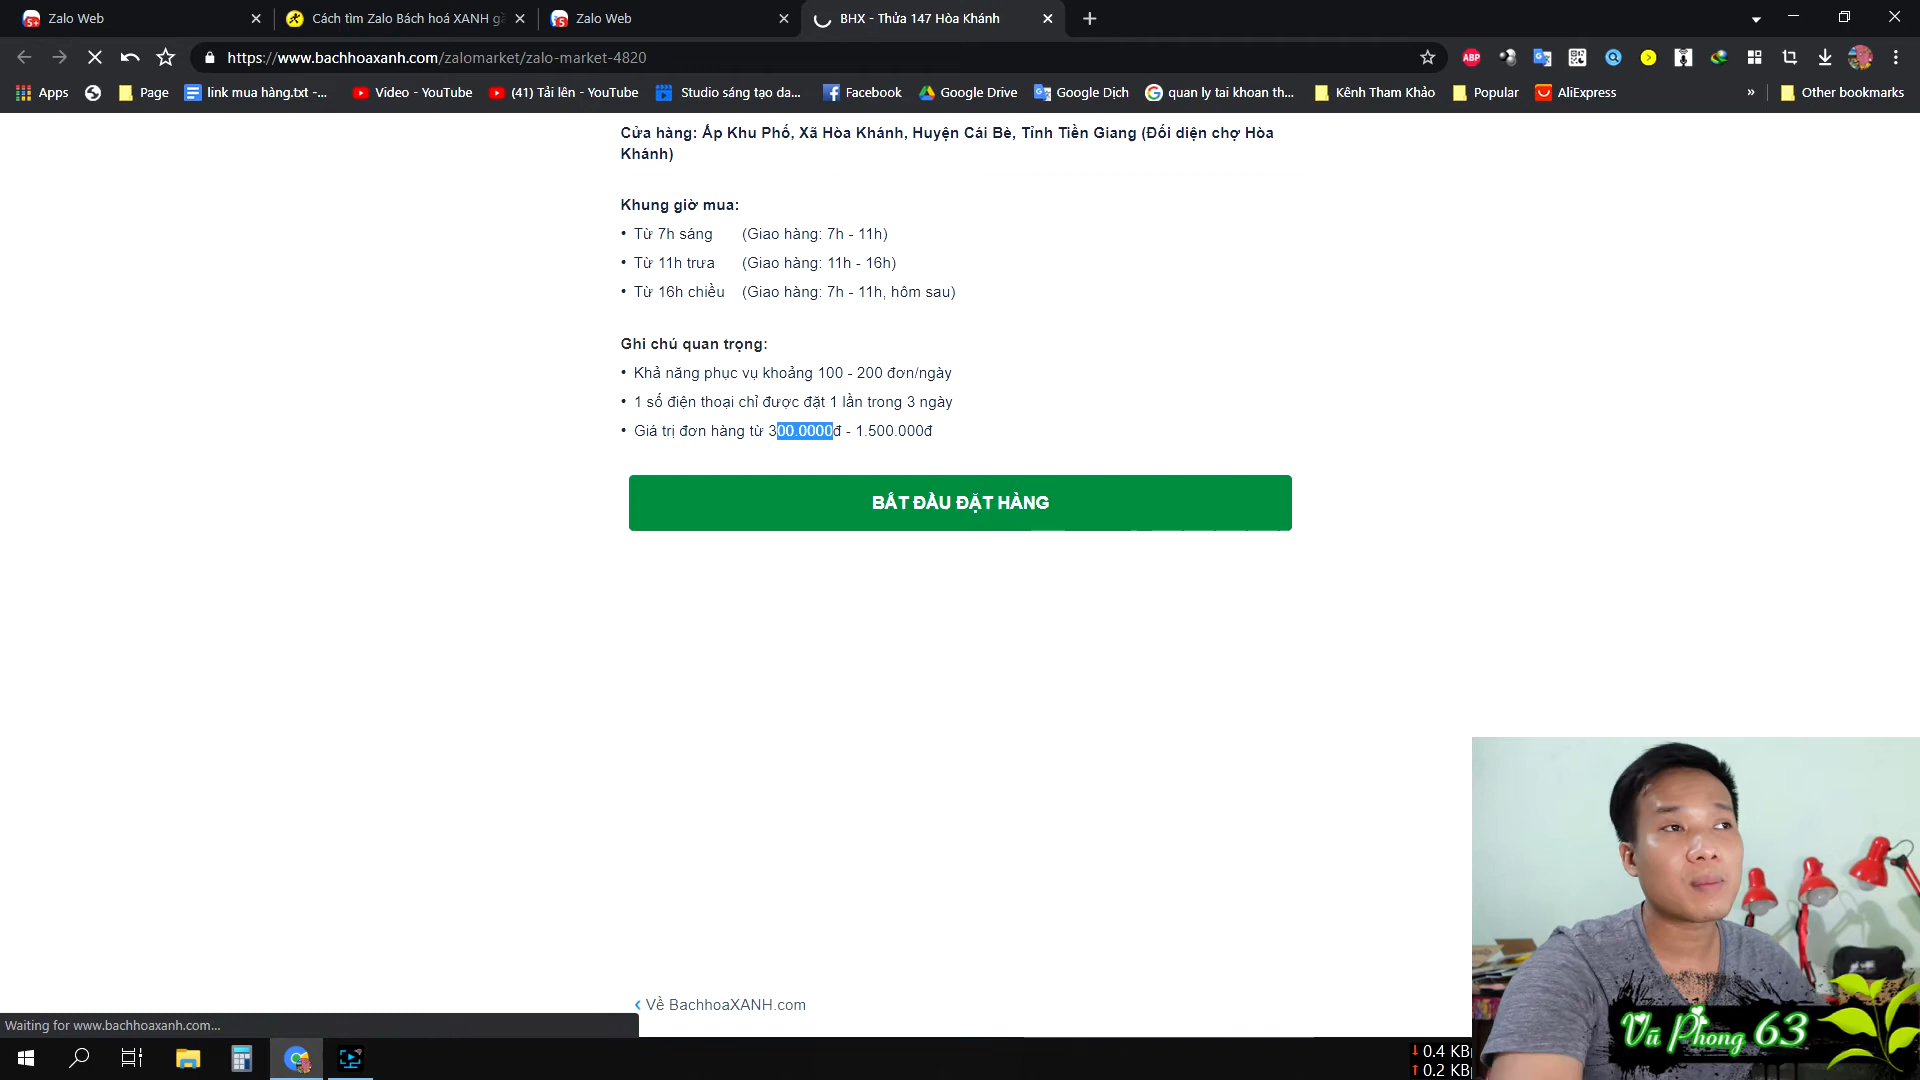 Zalo Web
Cách tìm Zalo Bách hoá XANH gầ
Zalo Web
BHX - Thửa 147 Hòa Khánh
https://www.bachhoaxanh.com/zalomarket/zalo-market-4820
ABP
Apps
Page
link mua hàng.txt -...
Video - YouTube
(41) Tải lên - YouTube
Studio sáng tạo da...
Facebook
Google Drive
Google Dịch
quan ly tai khoan th...
Kênh Tham Khảo
Popular
AliExpress
»
Other bookmarks
Cửa hàng: Ấp Khu Phố, Xã Hòa Khánh, Huyện Cái Bè, Tỉnh Tiền Giang (Đối diện chợ Hòa
Khánh)
Khung giờ mua:
• Từ 7h sáng (Giao hàng: 7h - 11h)
• Từ 11h trưa (Giao hàng: 11h - 16h)
• Từ 16h chiều (Giao hàng: 7h - 11h, hôm sau)
Ghi chú quan trọng:
• Khả năng phục vụ khoảng 100 - 200 đơn/ngày
• 1 số điện thoại chỉ được đặt 1 lần trong 3 ngày
• Giá trị đơn hàng từ 300.0000đ - 1.500.000đ
BẮT ĐẦU ĐẶT HÀNG
‹ Về BachhoaXANH.com
Waiting for www.bachhoaxanh.com...
Vũ Phong 63
↓ 0.4 KB
↑ 0.2 KB